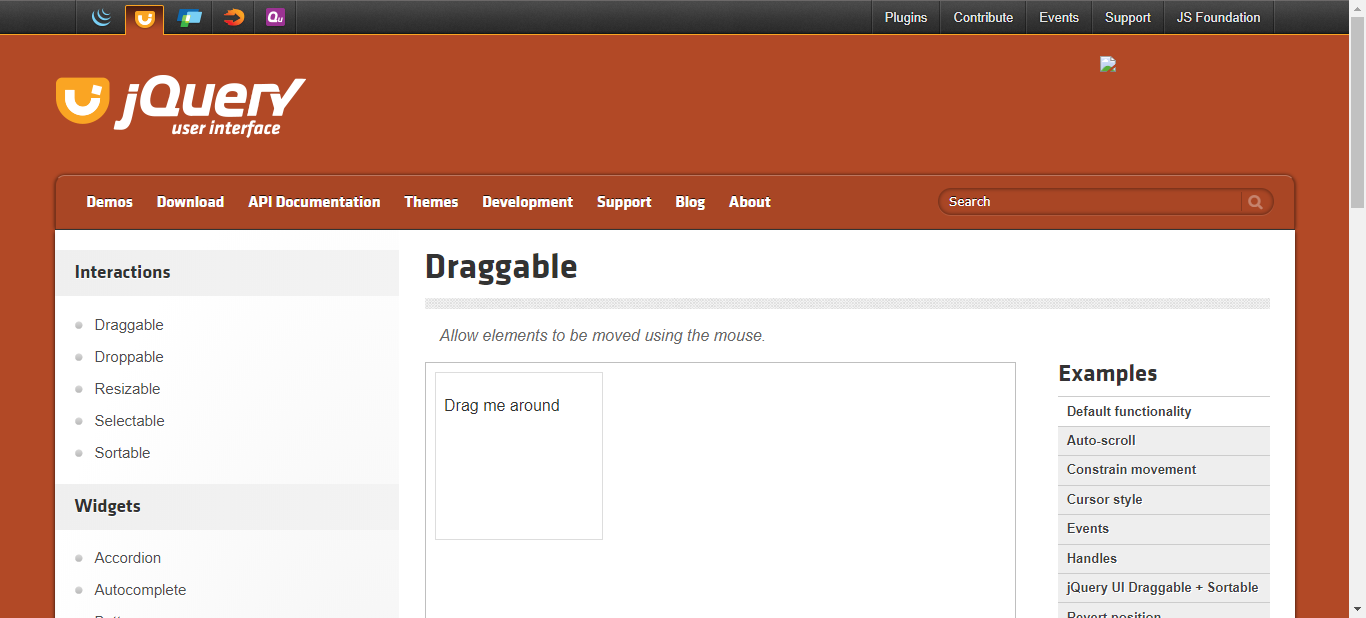 Qu
Plugins
Contribute
Events
Support
JS Foundation
jQuery
user interface
Demos
Download
API Documentation
Themes
Development
Support
Blog
About
Search
Interactions
Draggable
Droppable
Resizable
Selectable
Sortable
Widgets
Accordion
Autocomplete
Draggable
Allow elements to be moved using the mouse.
Drag me around
Examples
Default functionality
Auto-scroll
Constrain movement
Cursor style
Events
Handles
jQuery UI Draggable + Sortable
Revert position